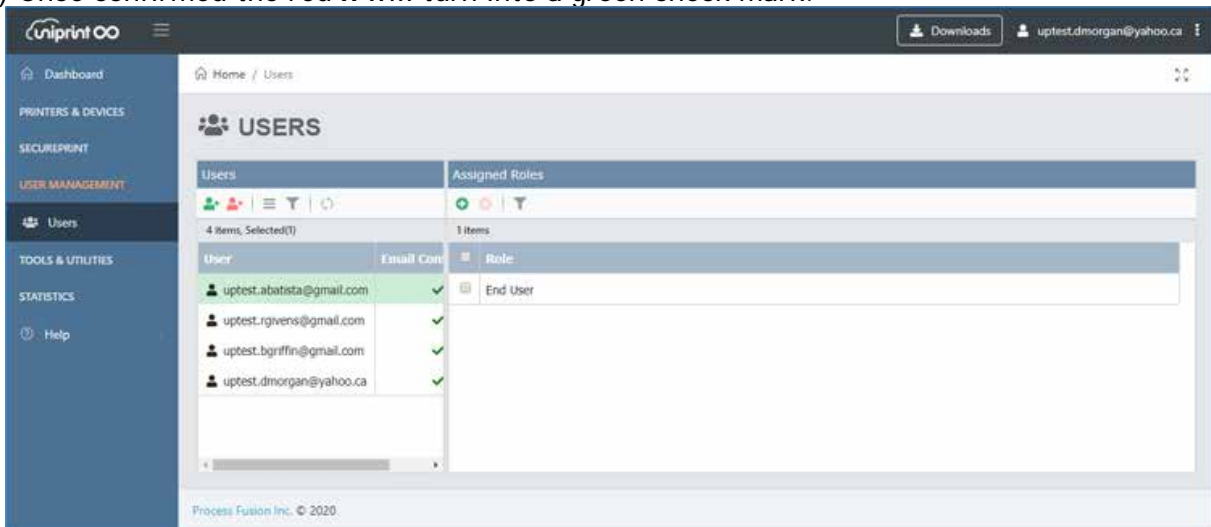 Once confirmed the red x will turn into a green check mark.
uniprint
Downloads
uptest.dmorgan@yahoo.ca
Dashboard
Home / Users
PRINTERS & DEVICES
USERS
SECUREPRINT
USER MANAGEMENT
Users
Assigned Roles
Users
4 items, Selected(1)
1 items
TOOLS & UTILITIES
User
Email Con
Role
STATISTICS
uptest.abatista@gmail.com
End User
Help
uptest.rgivens@gmail.com
uptest.bgriffin@gmail.com
uptest.dmorgan@yahoo.ca
Process Fusion Inc. © 2020